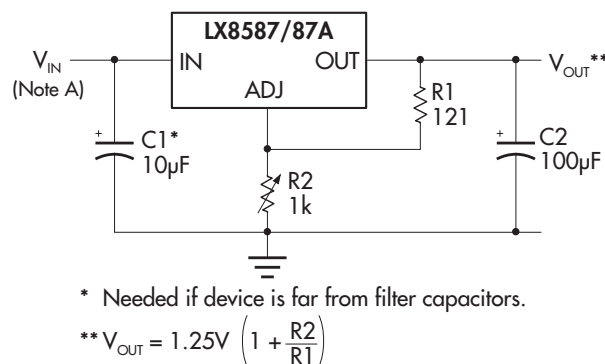 LX8587/87A
V_IN
(Note A)
IN
OUT
ADJ
V_OUT**
R1
121
C1*
10µF
R2
1k
C2
100µF
+
+
* Needed if device is far from filter capacitors.
** V_OUT = 1.25V (1 + R2/R1)